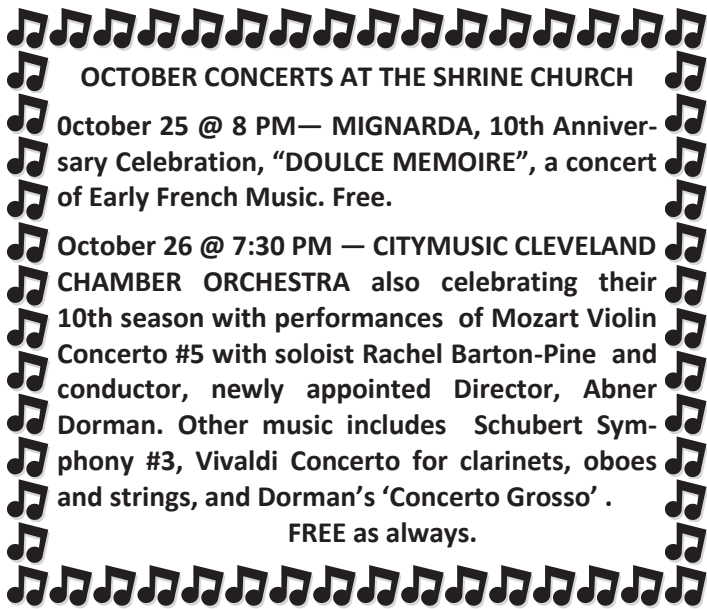 OCTOBER CONCERTS AT THE SHRINE CHURCH
0ctober 25 @ 8 PM— MIGNARDA, 10th Anniver-
sary Celebration, “DOULCE MEMOIRE”, a concert
of Early French Music. Free.
October 26 @ 7:30 PM — CITYMUSIC CLEVELAND
CHAMBER ORCHESTRA also celebrating their
10th season with performances of Mozart Violin
Concerto #5 with soloist Rachel Barton-Pine and
conductor, newly appointed Director, Abner
Dorman. Other music includes Schubert Sym-
phony #3, Vivaldi Concerto for clarinets, oboes
and strings, and Dorman’s ‘Concerto Grosso’ .
FREE as always.